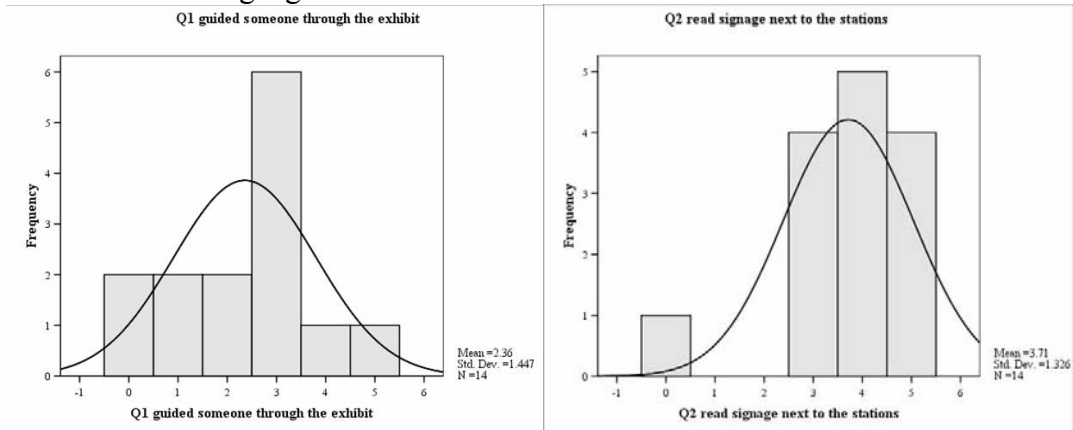 Q1 guided someone through the exhibit
Frequency
6
5
4
3
2
1
0
-1 0 1 2 3 4 5 6
Mean =2.36
Std. Dev. =1.447
N =14
Q1 guided someone through the exhibit
Q2 read signage next to the stations
Frequency
5
4
3
2
1
0
-1 0 1 2 3 4 5 6
Mean =3.71
Std. Dev. =1.326
N =14
Q2 read signage next to the stations